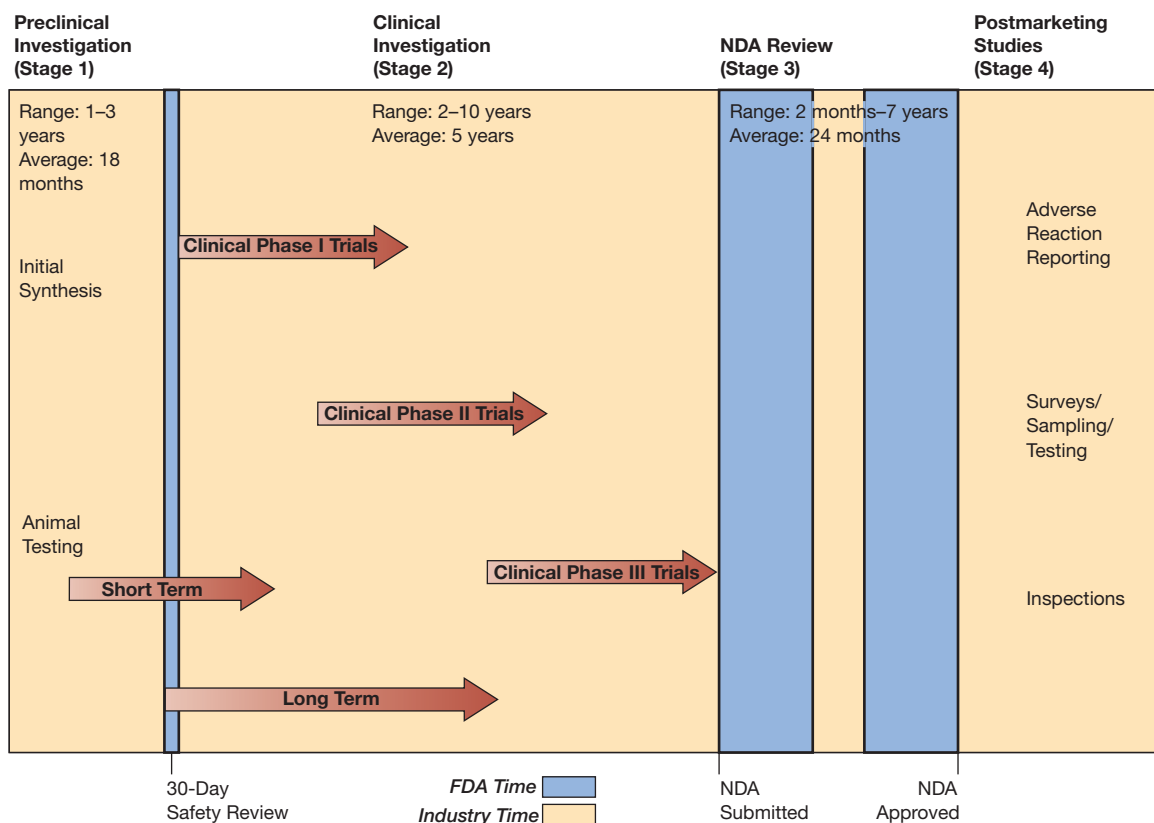 Preclinical
Investigation
(Stage 1)
Clinical
Investigation
(Stage 2)
NDA Review
(Stage 3)
Postmarketing
Studies
(Stage 4)
Range: 1–3
years
Average: 18
months
Range: 2–10 years
Average: 5 years
Range: 2 months–7 years
Average: 24 months
Initial
Synthesis
Clinical Phase I Trials
Adverse
Reaction
Reporting
Clinical Phase II Trials
Surveys/
Sampling/
Testing
Animal
Testing
Short Term
Clinical Phase III Trials
Inspections
Long Term
30-Day
Safety Review
FDA Time
Industry Time
NDA
Submitted
NDA
Approved